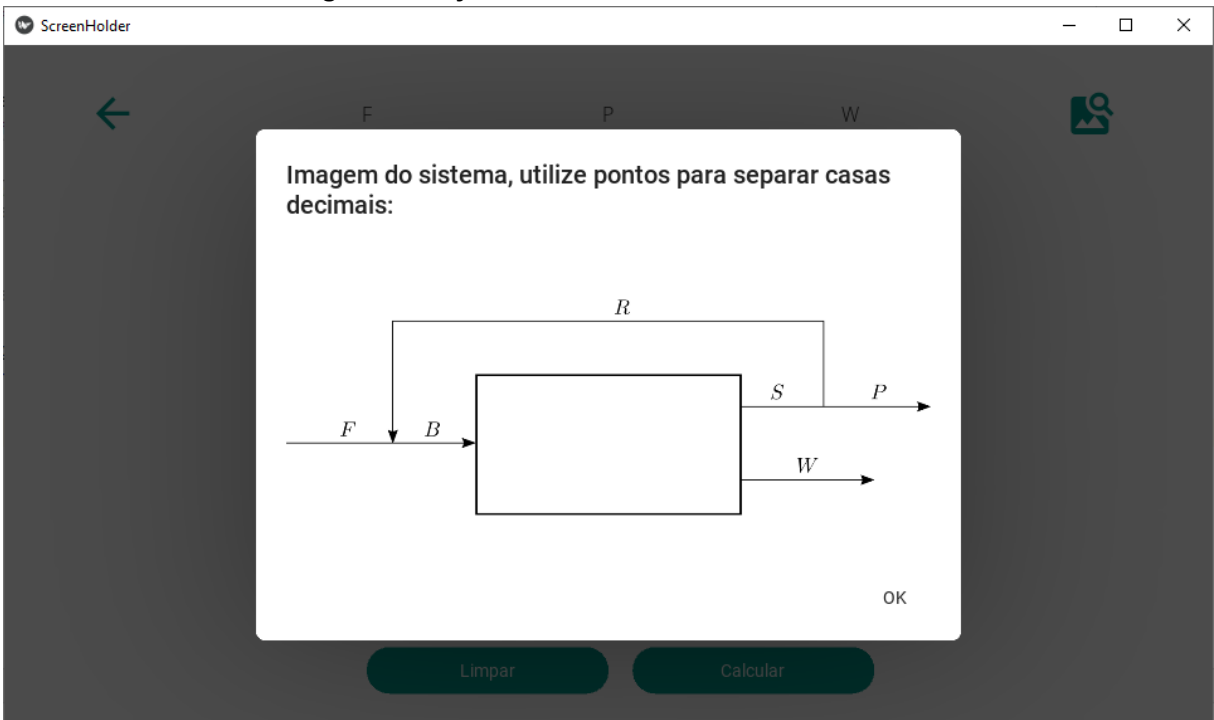 ScreenHolder
F P W
Imagem do sistema, utilize pontos para separar casas
decimais:
R
S P
F B
W
OK
Limpar Calcular